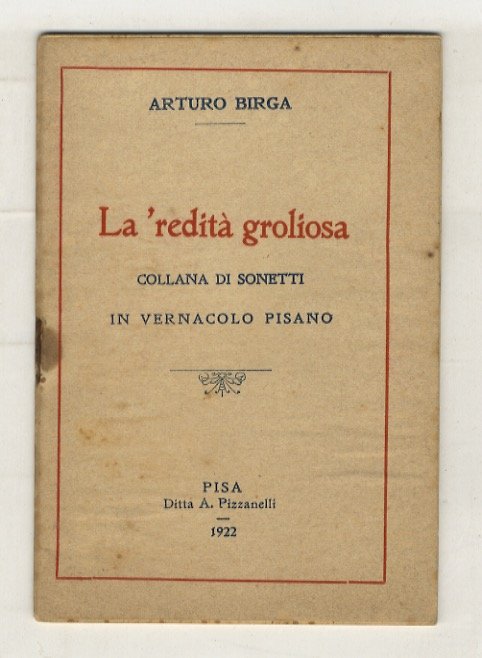 ARTURO BIRGA
La 'redità groliosa
COLLANA DI SONETTI
IN VERNACOLO PISANO
PISA
Ditta A. Pizzanelli
1922